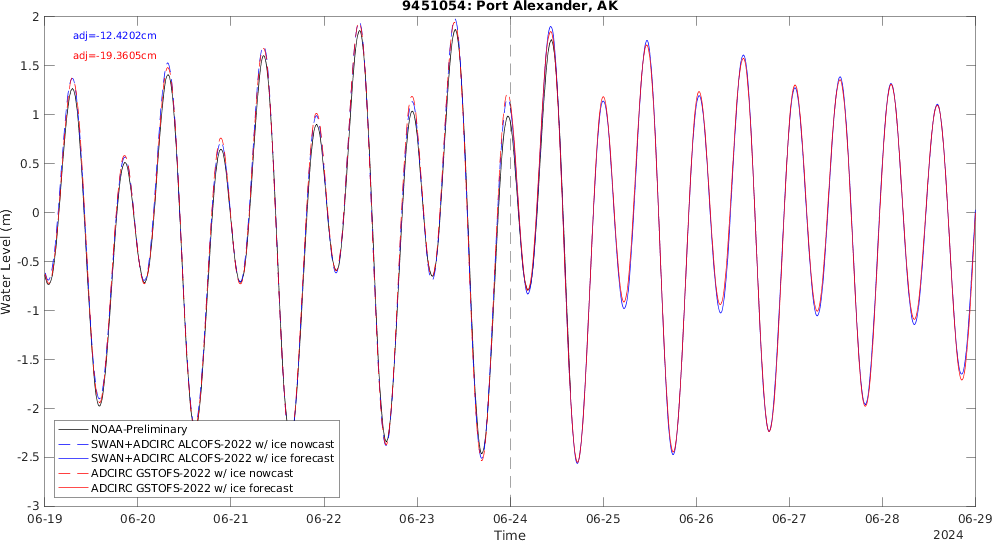 9451054: Port Alexander, AK
adj=-12.4202cm
adj=-19.3605cm
2
1.5
1
0.5
0
-0.5
-1
-1.5
-2
-2.5
-3
Water Level (m)
NOAA-Preliminary
SWAN+ADCIRC ALCOFS-2022 w/ ice nowcast
SWAN+ADCIRC ALCOFS-2022 w/ ice forecast
ADCIRC GSTOFS-2022 w/ ice nowcast
ADCIRC GSTOFS-2022 w/ ice forecast
06-19 06-20 06-21 06-22 06-23 06-24 06-25 06-26 06-27 06-28 06-29
Time
2024